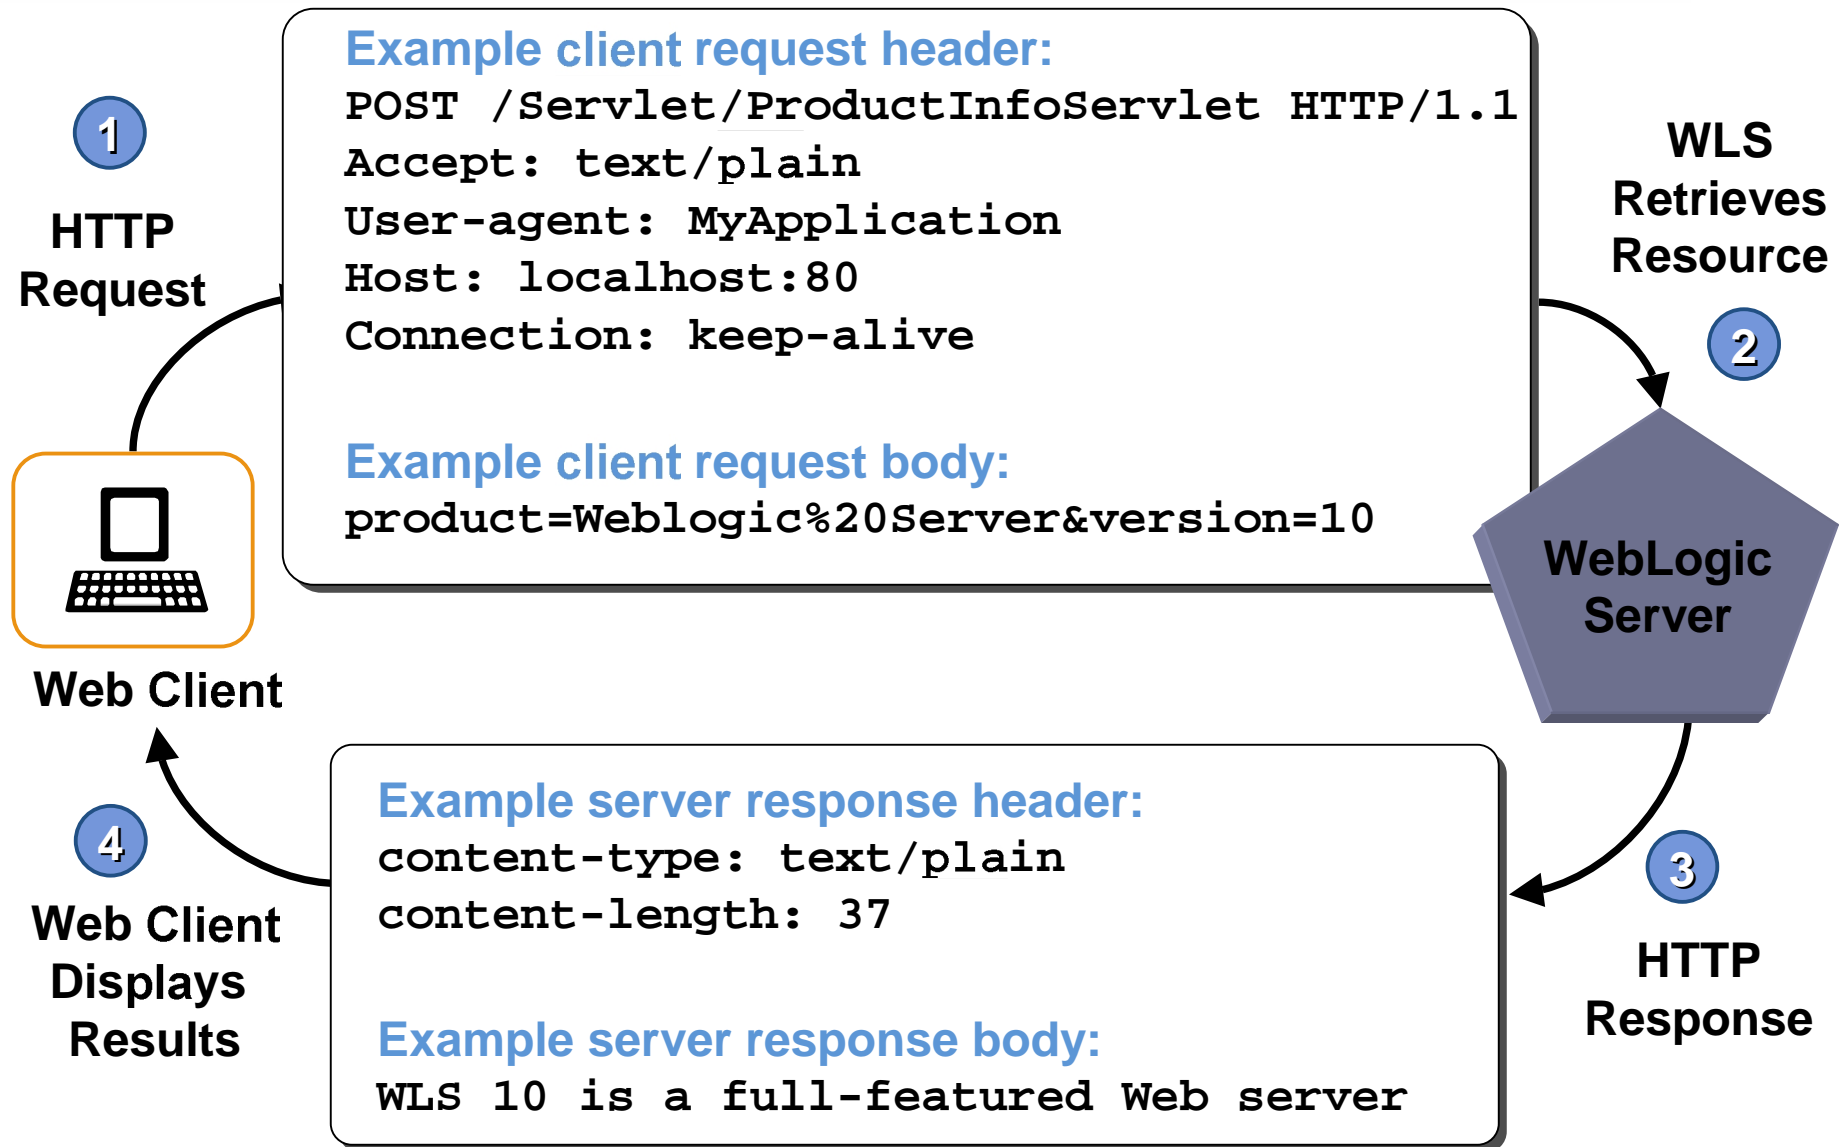 1
HTTP
Request
Example client request header:
POST /Servlet/ProductInfoServlet HTTP/1.1
Accept: text/plain
User-agent: MyApplication
Host: localhost:80
Connection: keep-alive
Example client request body:
product=Weblogic%20Server&version=10
WLS
Retrieves
Resource
2
WebLogic
Server
Web Client
3
HTTP
Response
Example server response header:
content-type: text/plain
content-length: 37
Example server response body:
WLS 10 is a full-featured Web server
4
Web Client
Displays
Results